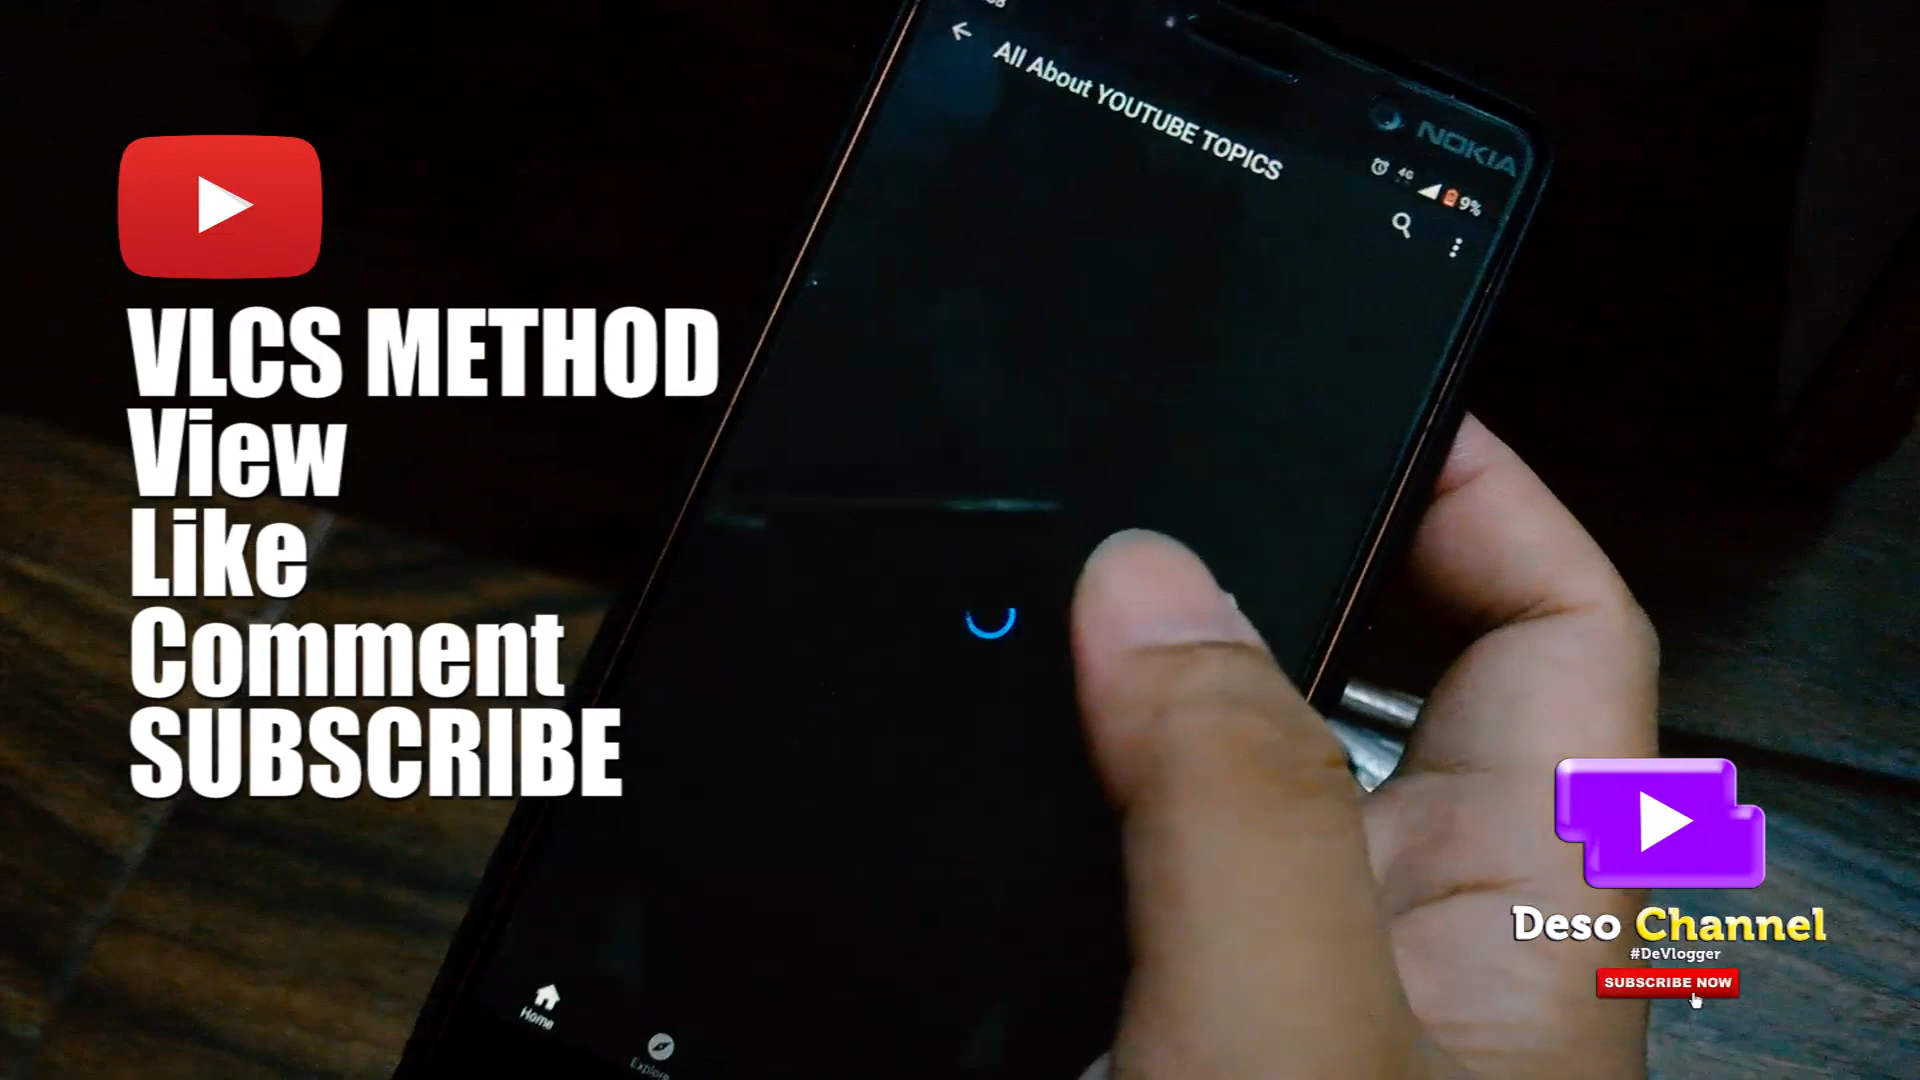 All About YOUTUBE TOPICS
NOKIA
4G
9%
VLCS METHOD
View
Like
Comment
SUBSCRIBE
Home
Explore
Deso Channel
#DeVlogger
SUBSCRIBE NOW